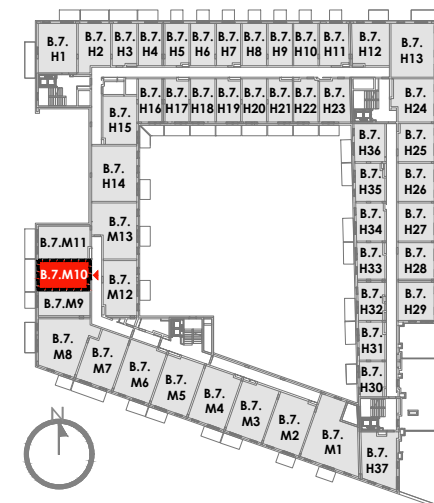 B.7.
H1
B.7.
H2
B.7.
H3
B.7.
H4
B.7.
H5
B.7.
H6
B.7.
H7
B.7.
H8
B.7.
H9
B.7.
H10
B.7.
H11
B.7.
H12
B.7.
H13
B.7.
H16
B.7.
H17
B.7.
H18
B.7.
H19
B.7.
H20
B.7.
H21
B.7.
H22
B.7.
H23
B.7.
H24
B.7.
H15
B.7.
H36
B.7.
H25
B.7.
H14
B.7.
H35
B.7.
H26
B.7.
M13
B.7.
H34
B.7.
H27
B.7.M11
B.7.M10
B.7.M9
B.7.
M12
B.7.
H33
B.7.
H28
B.7.
H32
B.7.
H29
B.7.
H31
B.7.
H30
B.7.
M8
B.7.
M7
B.7.
M6
B.7.
M5
B.7.
M4
B.7.
M3
B.7.
M2
B.7.
M1
B.7.
H37
N